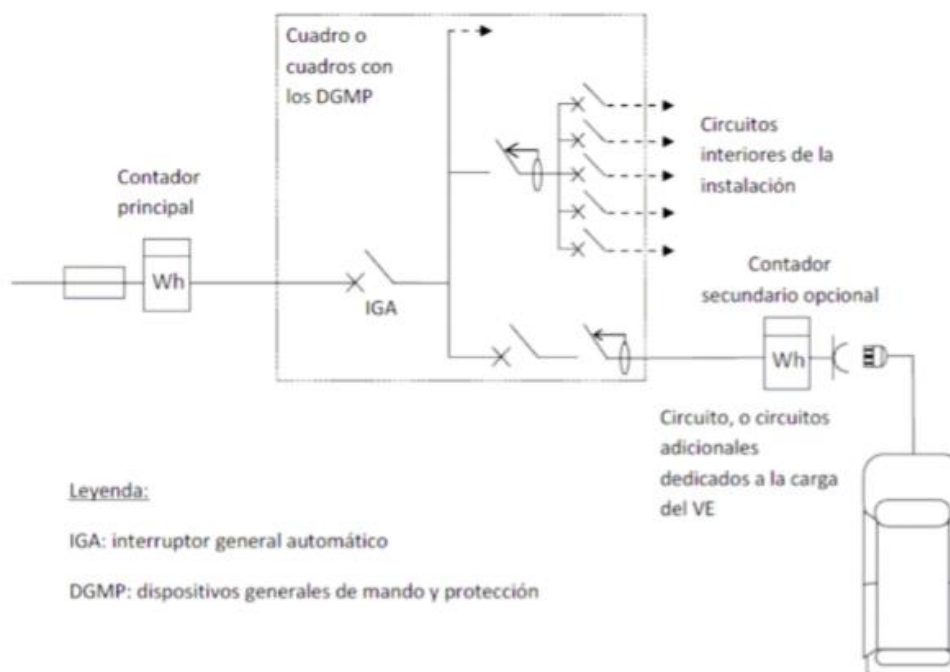 Cuadro o
cuadros con
los DGMP
Circuitos
interiores de la
instalación
Contador
principal
Wh
IGA
Contador
secundario opcional
Wh
Circuito, o circuitos
adicionales
dedicados a la carga
del VE
Leyenda:
IGA: interruptor general automático
DGMP: dispositivos generales de mando y protección